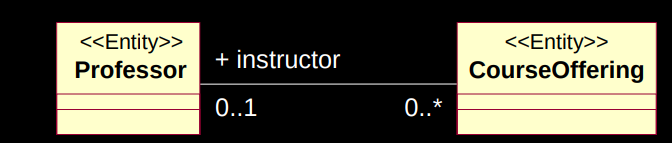 <<Entity>>
Professor
+ instructor
0..1
0..*
<<Entity>>
CourseOffering